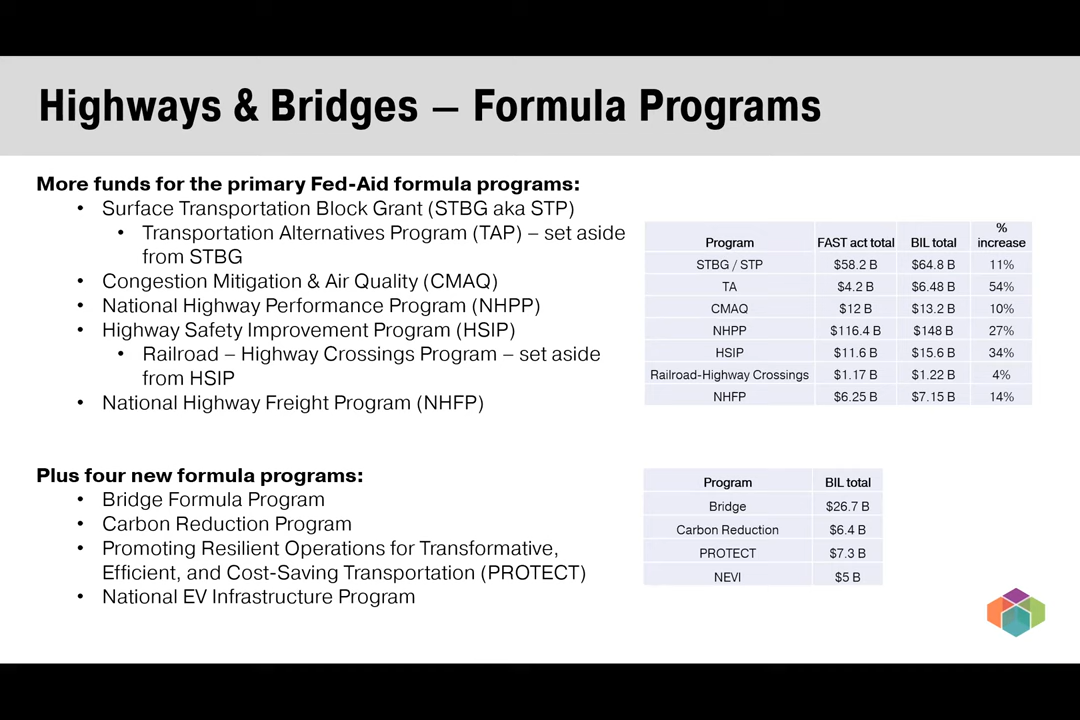 Highways & Bridges – Formula Programs
More funds for the primary Fed-Aid formula programs:
• Surface Transportation Block Grant (STBG aka STP)
• Transportation Alternatives Program (TAP) – set aside
from STBG
• Congestion Mitigation & Air Quality (CMAQ)
• National Highway Performance Program (NHPP)
• Highway Safety Improvement Program (HSIP)
• Railroad – Highway Crossings Program – set aside
from HSIP
• National Highway Freight Program (NHFP)
Program FAST act total BIL total % increase
STBG / STP $58.2 B $64.8 B 11%
TA $4.2 B $6.48 B 54%
CMAQ $12 B $13.2 B 10%
NHPP $116.4 B $148 B 27%
HSIP $11.6 B $15.6 B 34%
Railroad-Highway Crossings $1.17 B $1.22 B 4%
NHFP $6.25 B $7.15 B 14%
Plus four new formula programs:
• Bridge Formula Program
• Carbon Reduction Program
• Promoting Resilient Operations for Transformative,
Efficient, and Cost-Saving Transportation (PROTECT)
• National EV Infrastructure Program
Program BIL total
Bridge $26.7 B
Carbon Reduction $6.4 B
PROTECT $7.3 B
NEVI $5 B